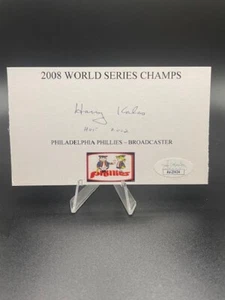 2008 WORLD SERIES CHAMPS
Harry Kalas
PHILADELPHIA PHILLIES - BROADCASTER
Phillies